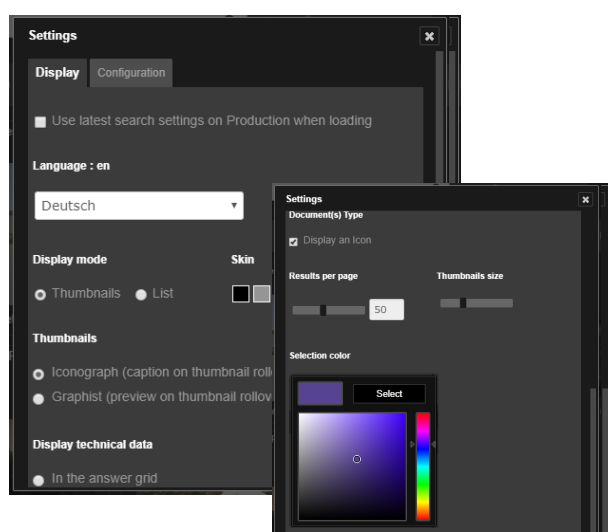 Settings
Display Configuration
Use latest search settings on Production when loading
Language : en
Deutsch
Display mode Skin
Thumbnails List
Thumbnails
Iconograph (caption on thumbnail roll
Graphist (preview on thumbnail rollov
Display technical data
In the answer grid
Settings
Document(s) Type
Display an Icon
Results per page Thumbnails size
50
Selection color
Select